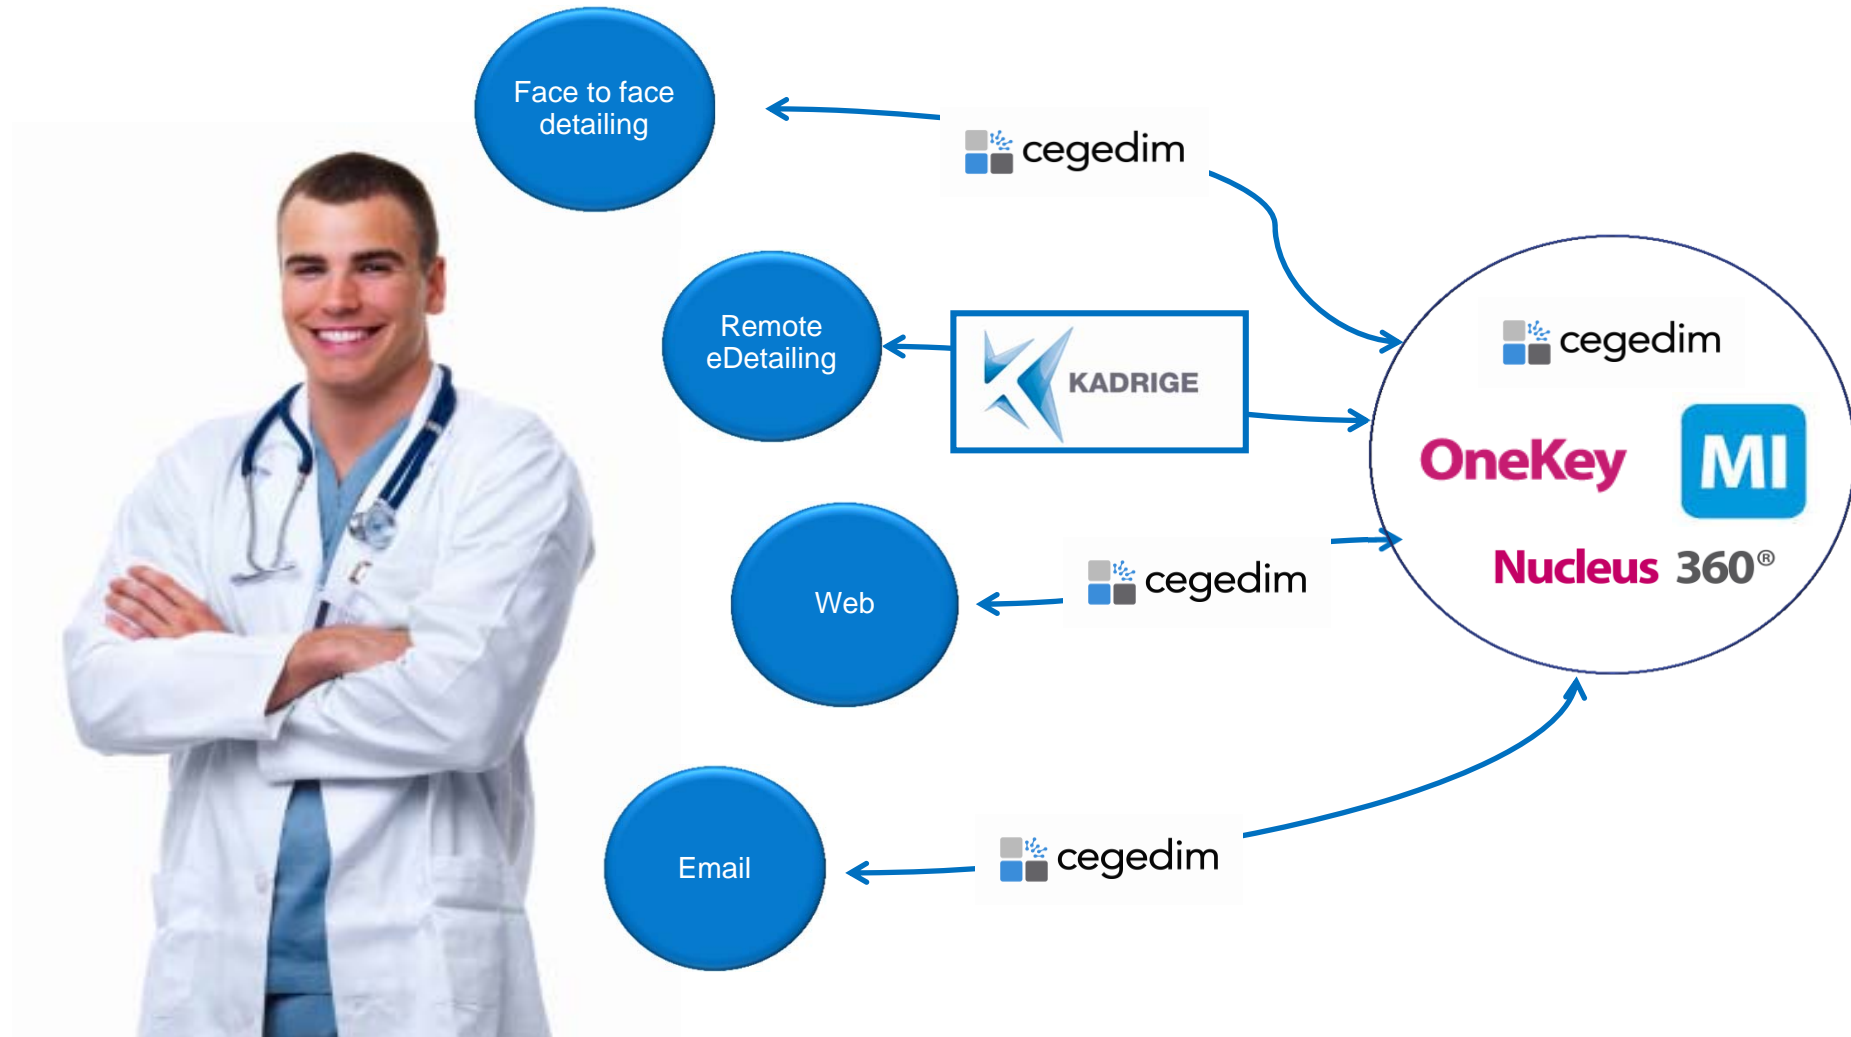 Face to face
detailing
cegedim
Remote
eDetailing
KADRIGE
cegedim
OneKey
MI
Nucleus 360®
Web
cegedim
Email
cegedim